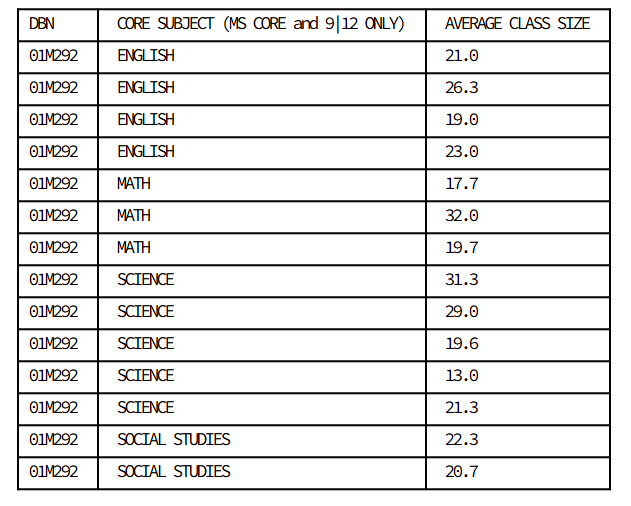 DBN CORE SUBJECT (MS CORE and 9|12 ONLY) AVERAGE CLASS SIZE
01M292 ENGLISH 21.0
01M292 ENGLISH 26.3
01M292 ENGLISH 19.0
01M292 ENGLISH 23.0
01M292 MATH 17.7
01M292 MATH 32.0
01M292 MATH 19.7
01M292 SCIENCE 31.3
01M292 SCIENCE 29.0
01M292 SCIENCE 19.6
01M292 SCIENCE 13.0
01M292 SCIENCE 21.3
01M292 SOCIAL STUDIES 22.3
01M292 SOCIAL STUDIES 20.7